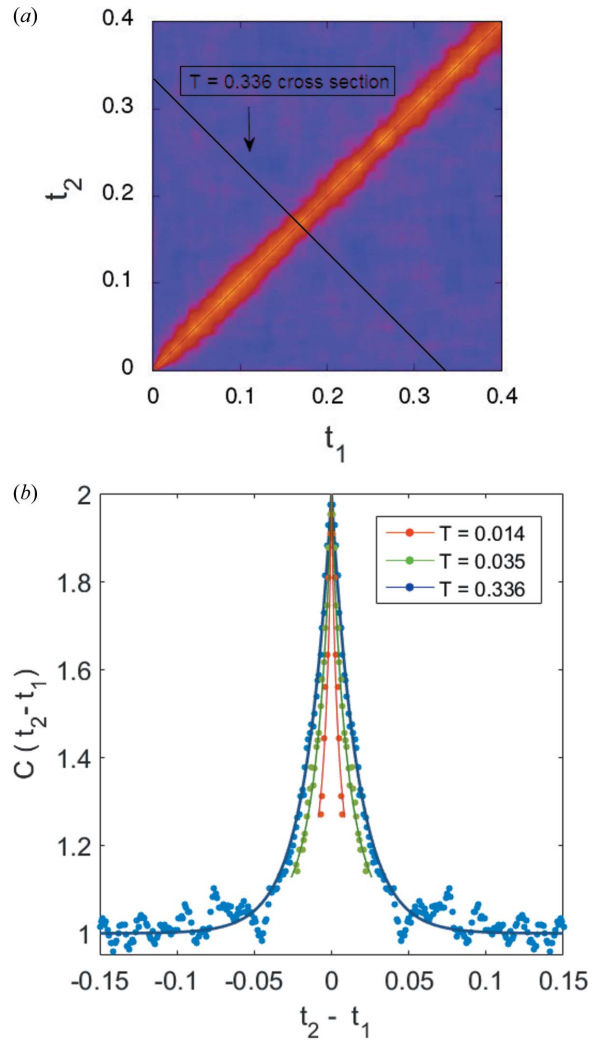 (a)
0.4
0.3
0.2
0.1
0
t2
T = 0.336 cross section
0 0.1 0.2 0.3 0.4
t1
(b)
2
1.8
1.6
1.4
1.2
1
C ( t2 - t1 )
T = 0.014
T = 0.035
T = 0.336
-0.15 -0.1 -0.05 0 0.05 0.1 0.15
t2 - t1